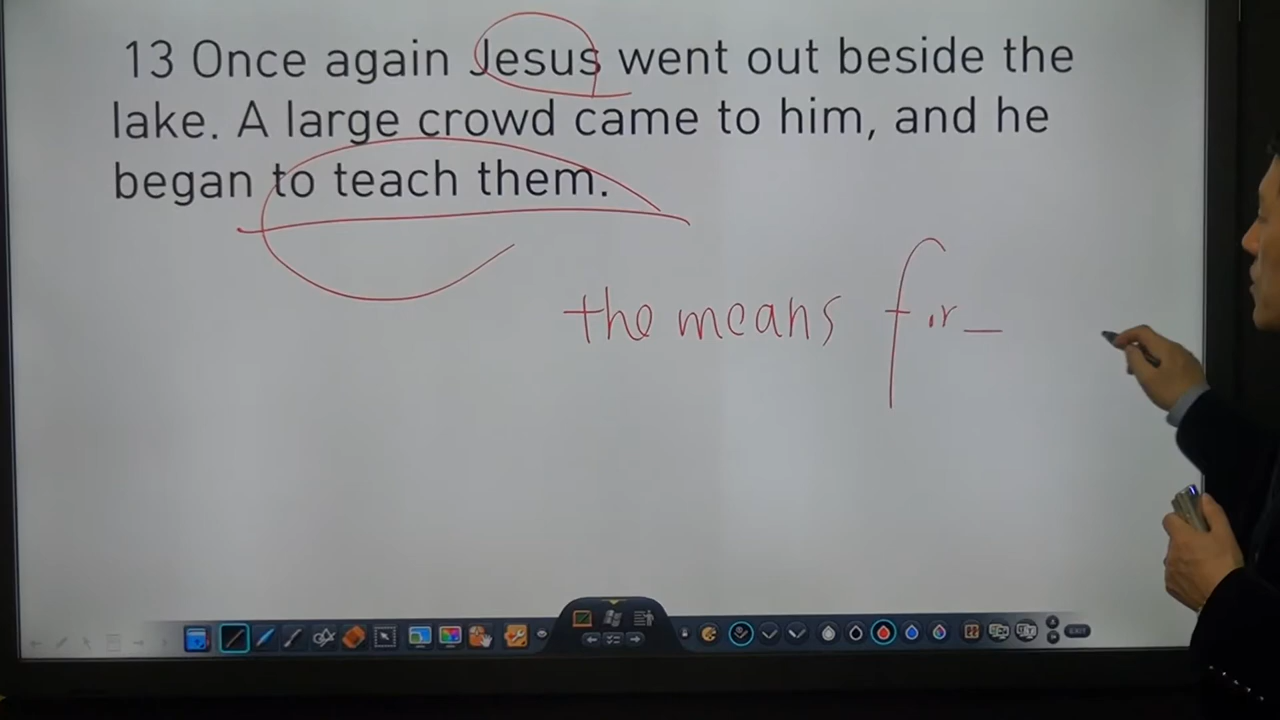 13 Once again Jesus went out beside the
lake. A large crowd came to him, and he
began to teach them.
the means for
EXIT